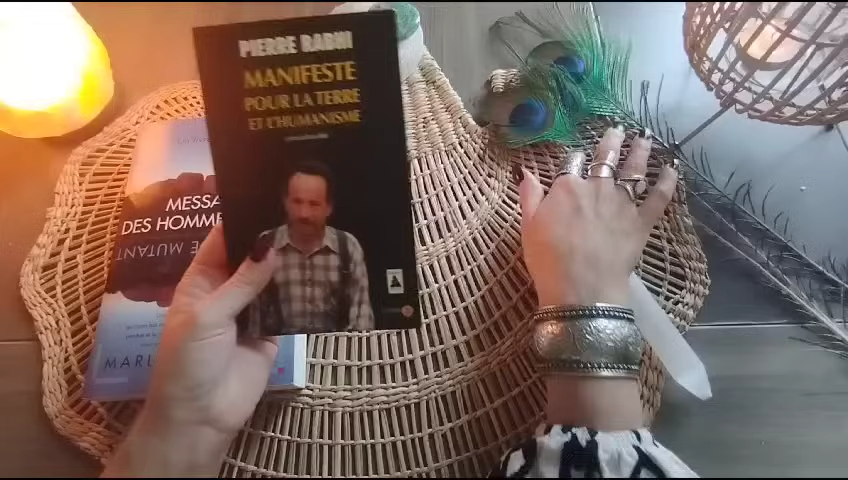 PIERRE RABHI
MANIFESTE
POUR LA TERRE
ET L'HUMANISME
MESSA
DES HOMME
MUTANT
MARL